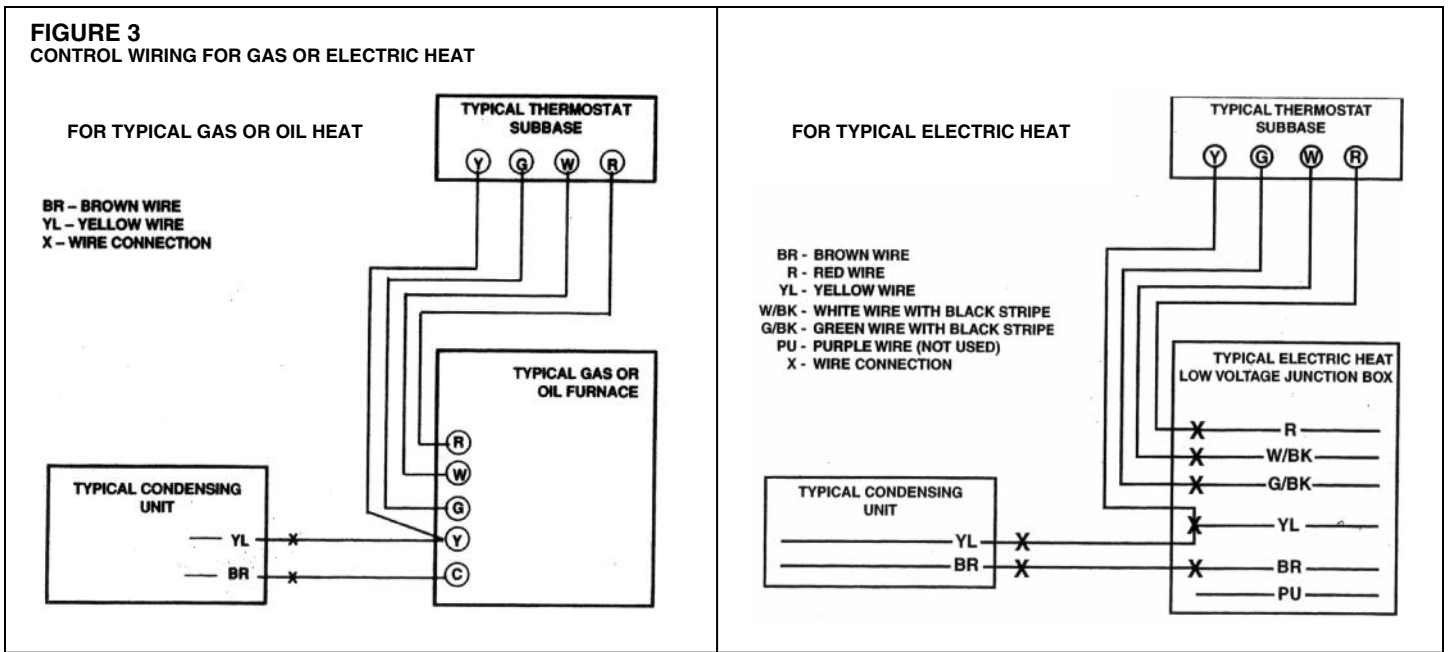 FIGURE 3
CONTROL WIRING FOR GAS OR ELECTRIC HEAT
FOR TYPICAL GAS OR OIL HEAT
TYPICAL THERMOSTAT
SUBBASE
Y G W R
BR – BROWN WIRE
YL – YELLOW WIRE
X – WIRE CONNECTION
TYPICAL GAS OR
OIL FURNACE
R
W
G
Y
C
TYPICAL CONDENSING
UNIT
YL X
BR X
FOR TYPICAL ELECTRIC HEAT
TYPICAL THERMOSTAT
SUBBASE
Y G W R
BR - BROWN WIRE
R - RED WIRE
YL - YELLOW WIRE
W/BK - WHITE WIRE WITH BLACK STRIPE
G/BK - GREEN WIRE WITH BLACK STRIPE
PU - PURPLE WIRE (NOT USED)
X - WIRE CONNECTION
TYPICAL ELECTRIC HEAT
LOW VOLTAGE JUNCTION BOX
X R
X W/BK
X G/BK
X YL
X BR
PU
TYPICAL CONDENSING
UNIT
YL X
BR X